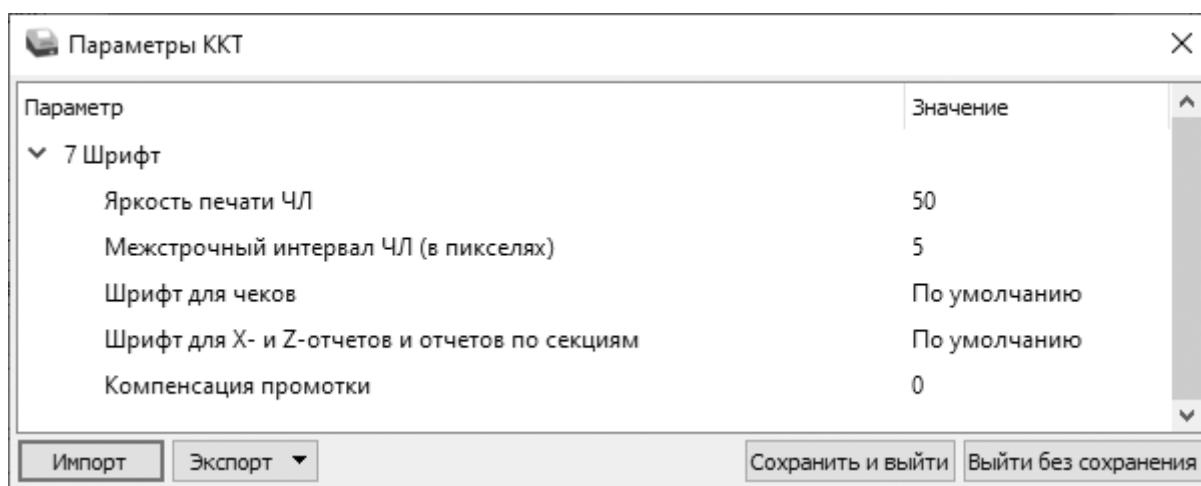 Параметры ККТ
Параметр Значение
7 Шрифт
Яркость печати ЧЛ 50
Межстрочный интервал ЧЛ (в пикселях) 5
Шрифт для чеков По умолчанию
Шрифт для X- и Z-отчетов и отчетов по секциям По умолчанию
Компенсация промотки 0
Импорт Экспорт Сохранить и выйти Выйти без сохранения